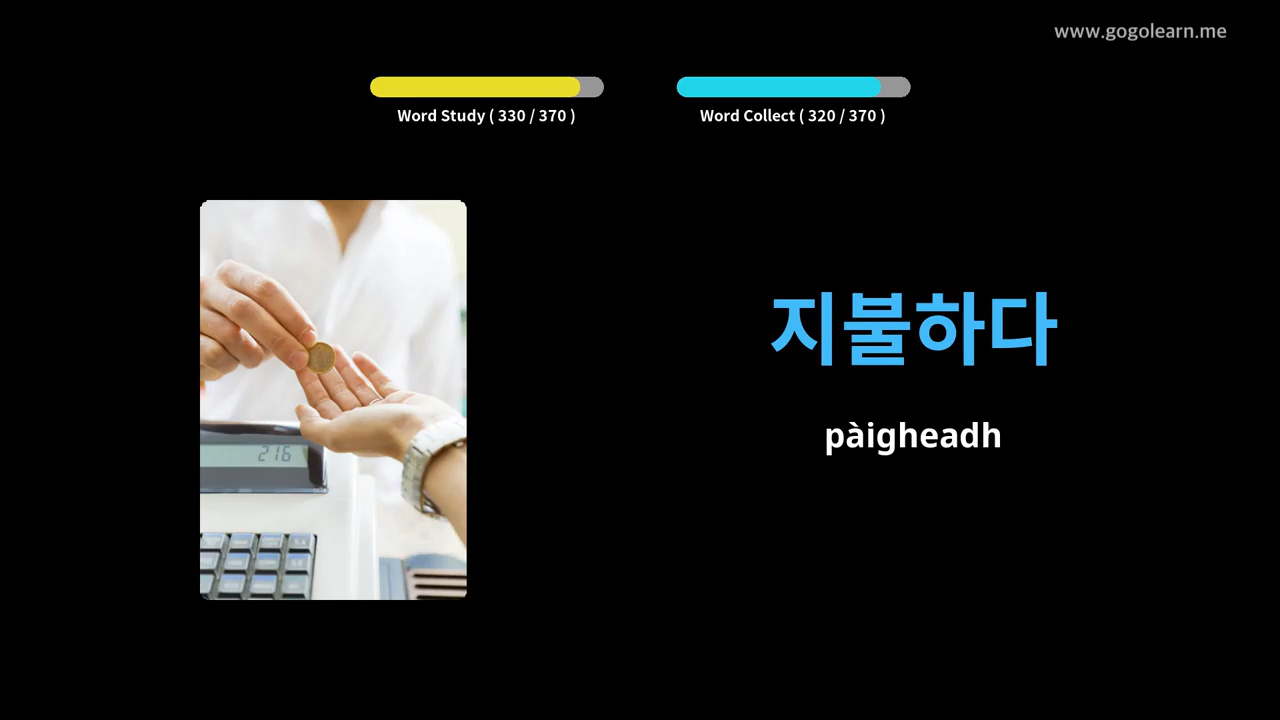 www.gogolearn.me
Word Study ( 330 / 370 )
Word Collect ( 320 / 370 )
지불하다
pàigheadh
216